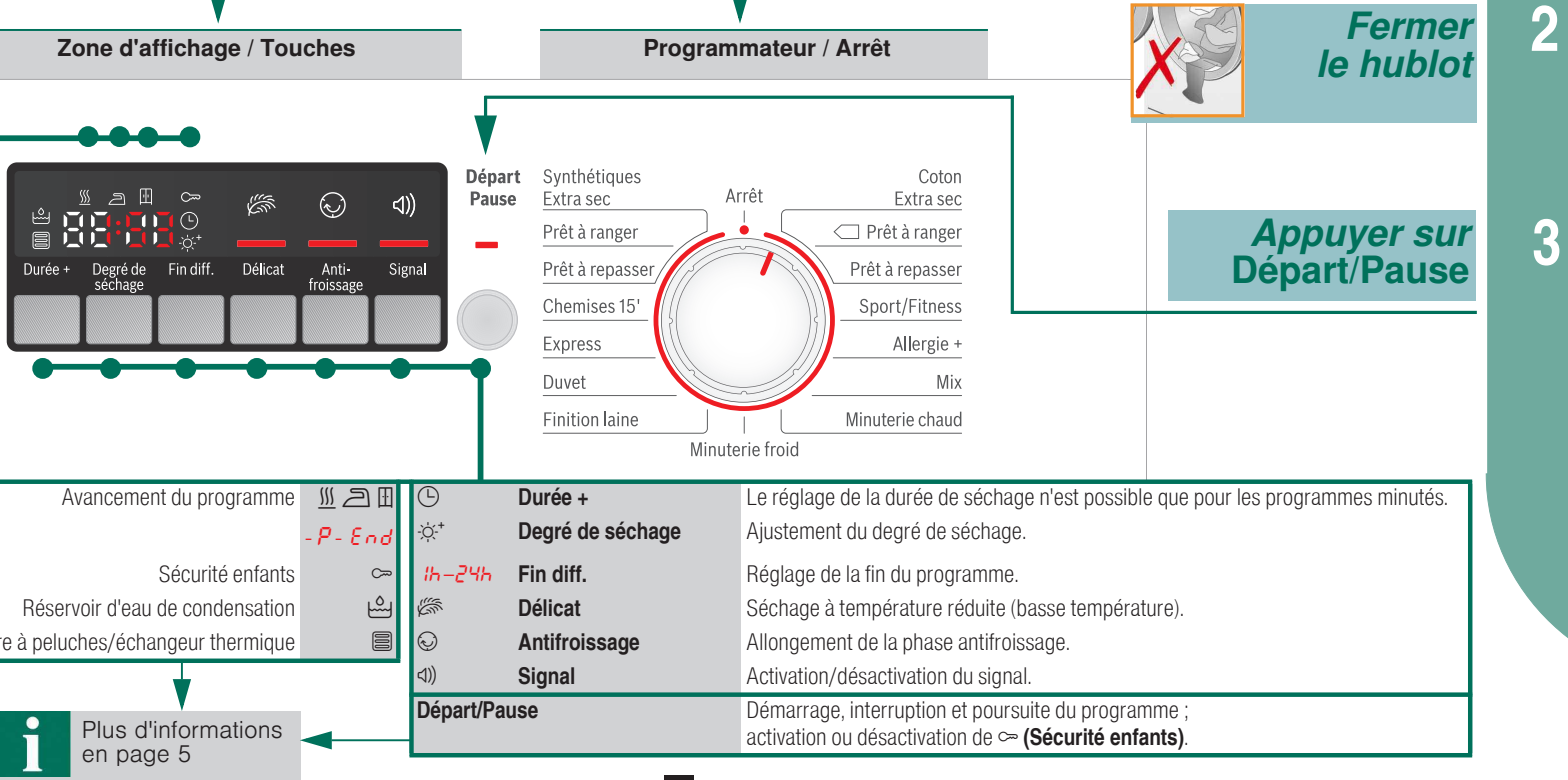 Zone d'affichage / Touches
Programmateur / Arrêt
Fermer
le hublot
2
Départ
Pause
88:88
Durée +
Degré de
séchage
Fin diff.
Délicat
Anti-
froissage
Signal
Synthétiques
Extra sec
Prêt à ranger
Prêt à repasser
Chemises 15'
Express
Duvet
Finition laine
Arrêt
Minuterie froid
Coton
Extra sec
Prêt à ranger
Prêt à repasser
Sport/Fitness
Allergie +
Mix
Minuterie chaud
Appuyer sur
Départ/Pause
3
Avancement du programme
-P- End
Sécurité enfants
Réservoir d'eau de condensation
re à peluches/échangeur thermique
Durée + Le réglage de la durée de séchage n'est possible que pour les programmes minutés.
Degré de séchage Ajustement du degré de séchage.
1h–24h Fin diff. Réglage de la fin du programme.
Délicat Séchage à température réduite (basse température).
Antifroissage Allongement de la phase antifroissage.
Signal Activation/désactivation du signal.
Départ/Pause Démarrage, interruption et poursuite du programme ;
activation ou désactivation de (Sécurité enfants).
i
Plus d'informations
en page 5